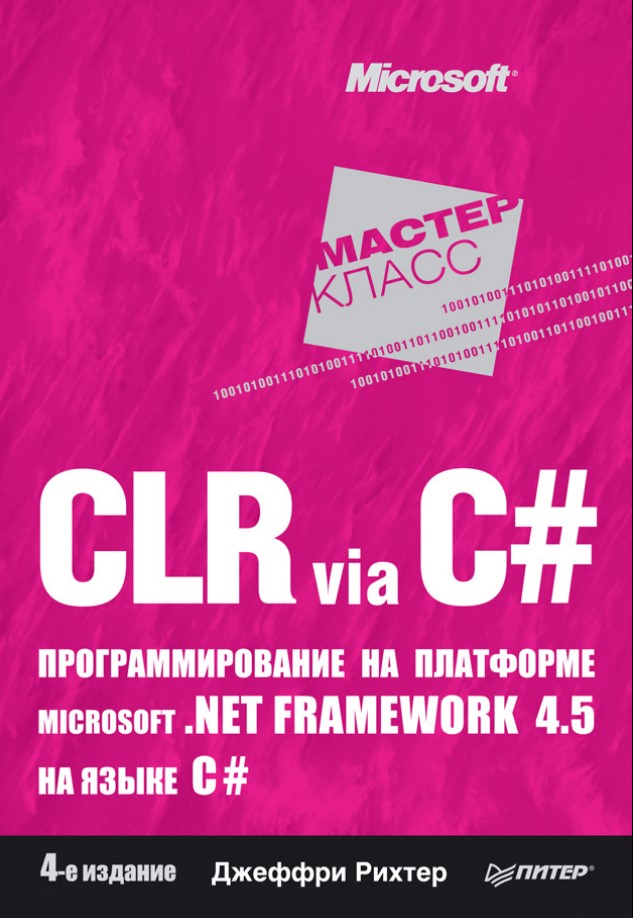 Microsoft®
МАСТЕР
КЛАСС
CLR via C#
ПРОГРАММИРОВАНИЕ НА ПЛАТФОРМЕ
MICROSOFT .NET FRAMEWORK 4.5
НА ЯЗЫКЕ C#
4-е издание Джеффри Рихтер ПИТЕР®